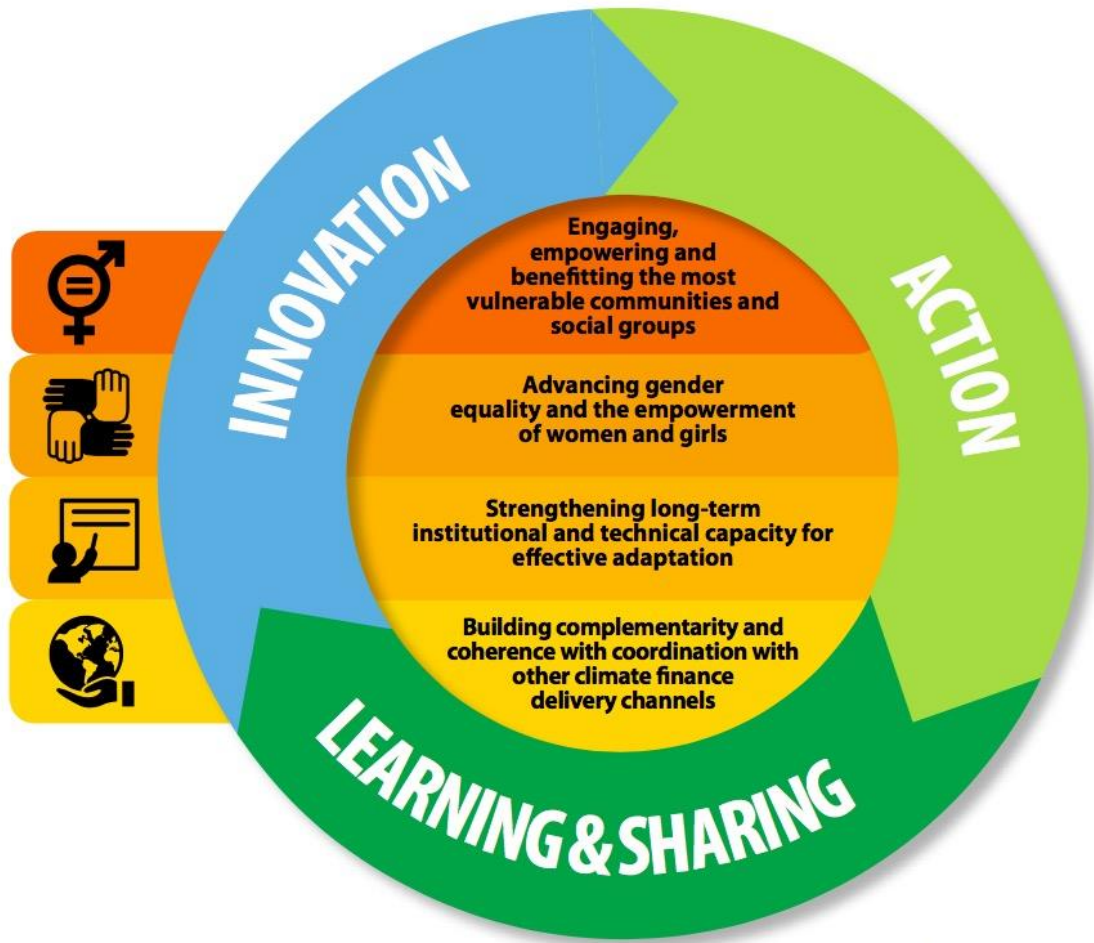 INNOVATION
ACTION
Engaging,
empowering and
benefitting the most
vulnerable communities and
social groups
Advancing gender
equality and the empowerment
of women and girls
Strengthening long-term
institutional and technical capacity for
effective adaptation
Building complementarity and
coherence with coordination with
other climate finance
delivery channels
LEARNING & SHARING